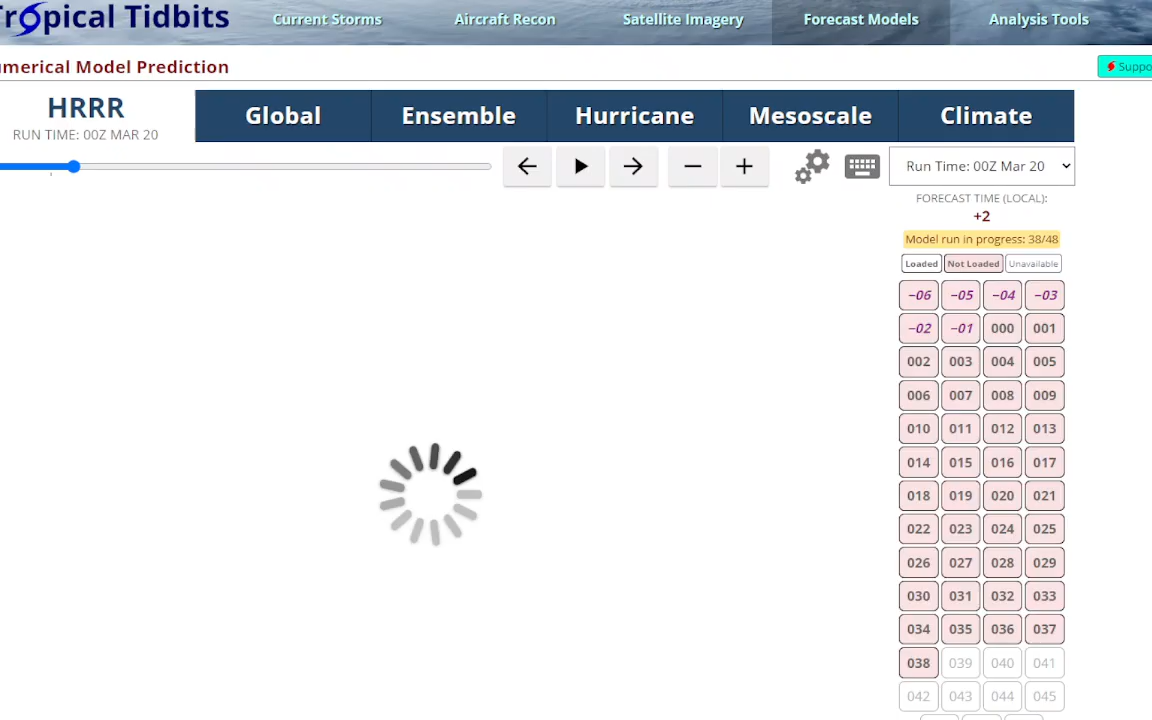 Tropical Tidbits
Current Storms Aircraft Recon Satellite Imagery Forecast Models Analysis Tools
umerical Model Prediction
Suppo
HRRR
RUN TIME: 00Z MAR 20
Global Ensemble Hurricane Mesoscale Climate
Run Time: 00Z Mar 20
FORECAST TIME (LOCAL):
+2
Model run in progress: 38/48
Loaded Not Loaded Unavailable
−06 −05 −04 −03
−02 −01 000 001
002 003 004 005
006 007 008 009
010 011 012 013
014 015 016 017
018 019 020 021
022 023 024 025
026 027 028 029
030 031 032 033
034 035 036 037
038 039 040 041
042 043 044 045